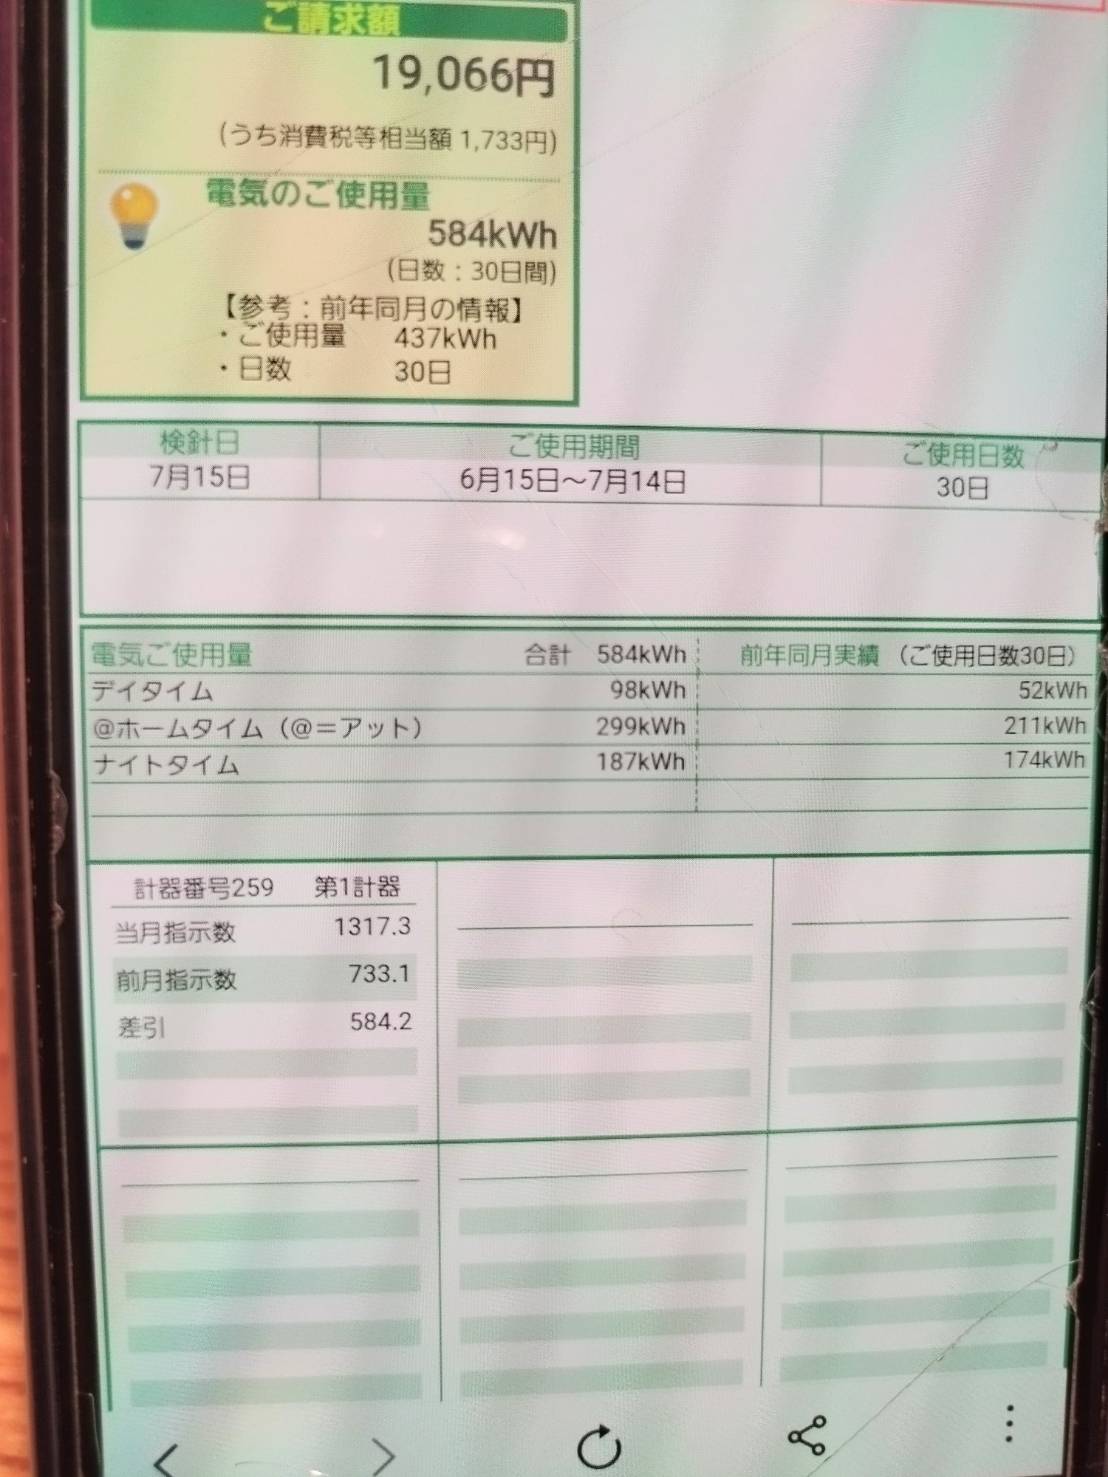 ご請求額
19,066円
(うち消費税等相当額 1,733円)
電気のご使用量
584kWh
(日数：30日間)
【参考：前年同月の情報】
・ご使用量 437kWh
・日数 30日
検針日 ご使用期間 ご使用日数
7月15日 6月15日～7月14日 30日
電気ご使用量 合計 584kWh 前年同月実績 (ご使用日数30日)
デイタイム 98kWh 52kWh
@ホームタイム（@＝アット） 299kWh 211kWh
ナイトタイム 187kWh 174kWh
計器番号259 第1計器
当月指示数 1317.3
前月指示数 733.1
差引 584.2